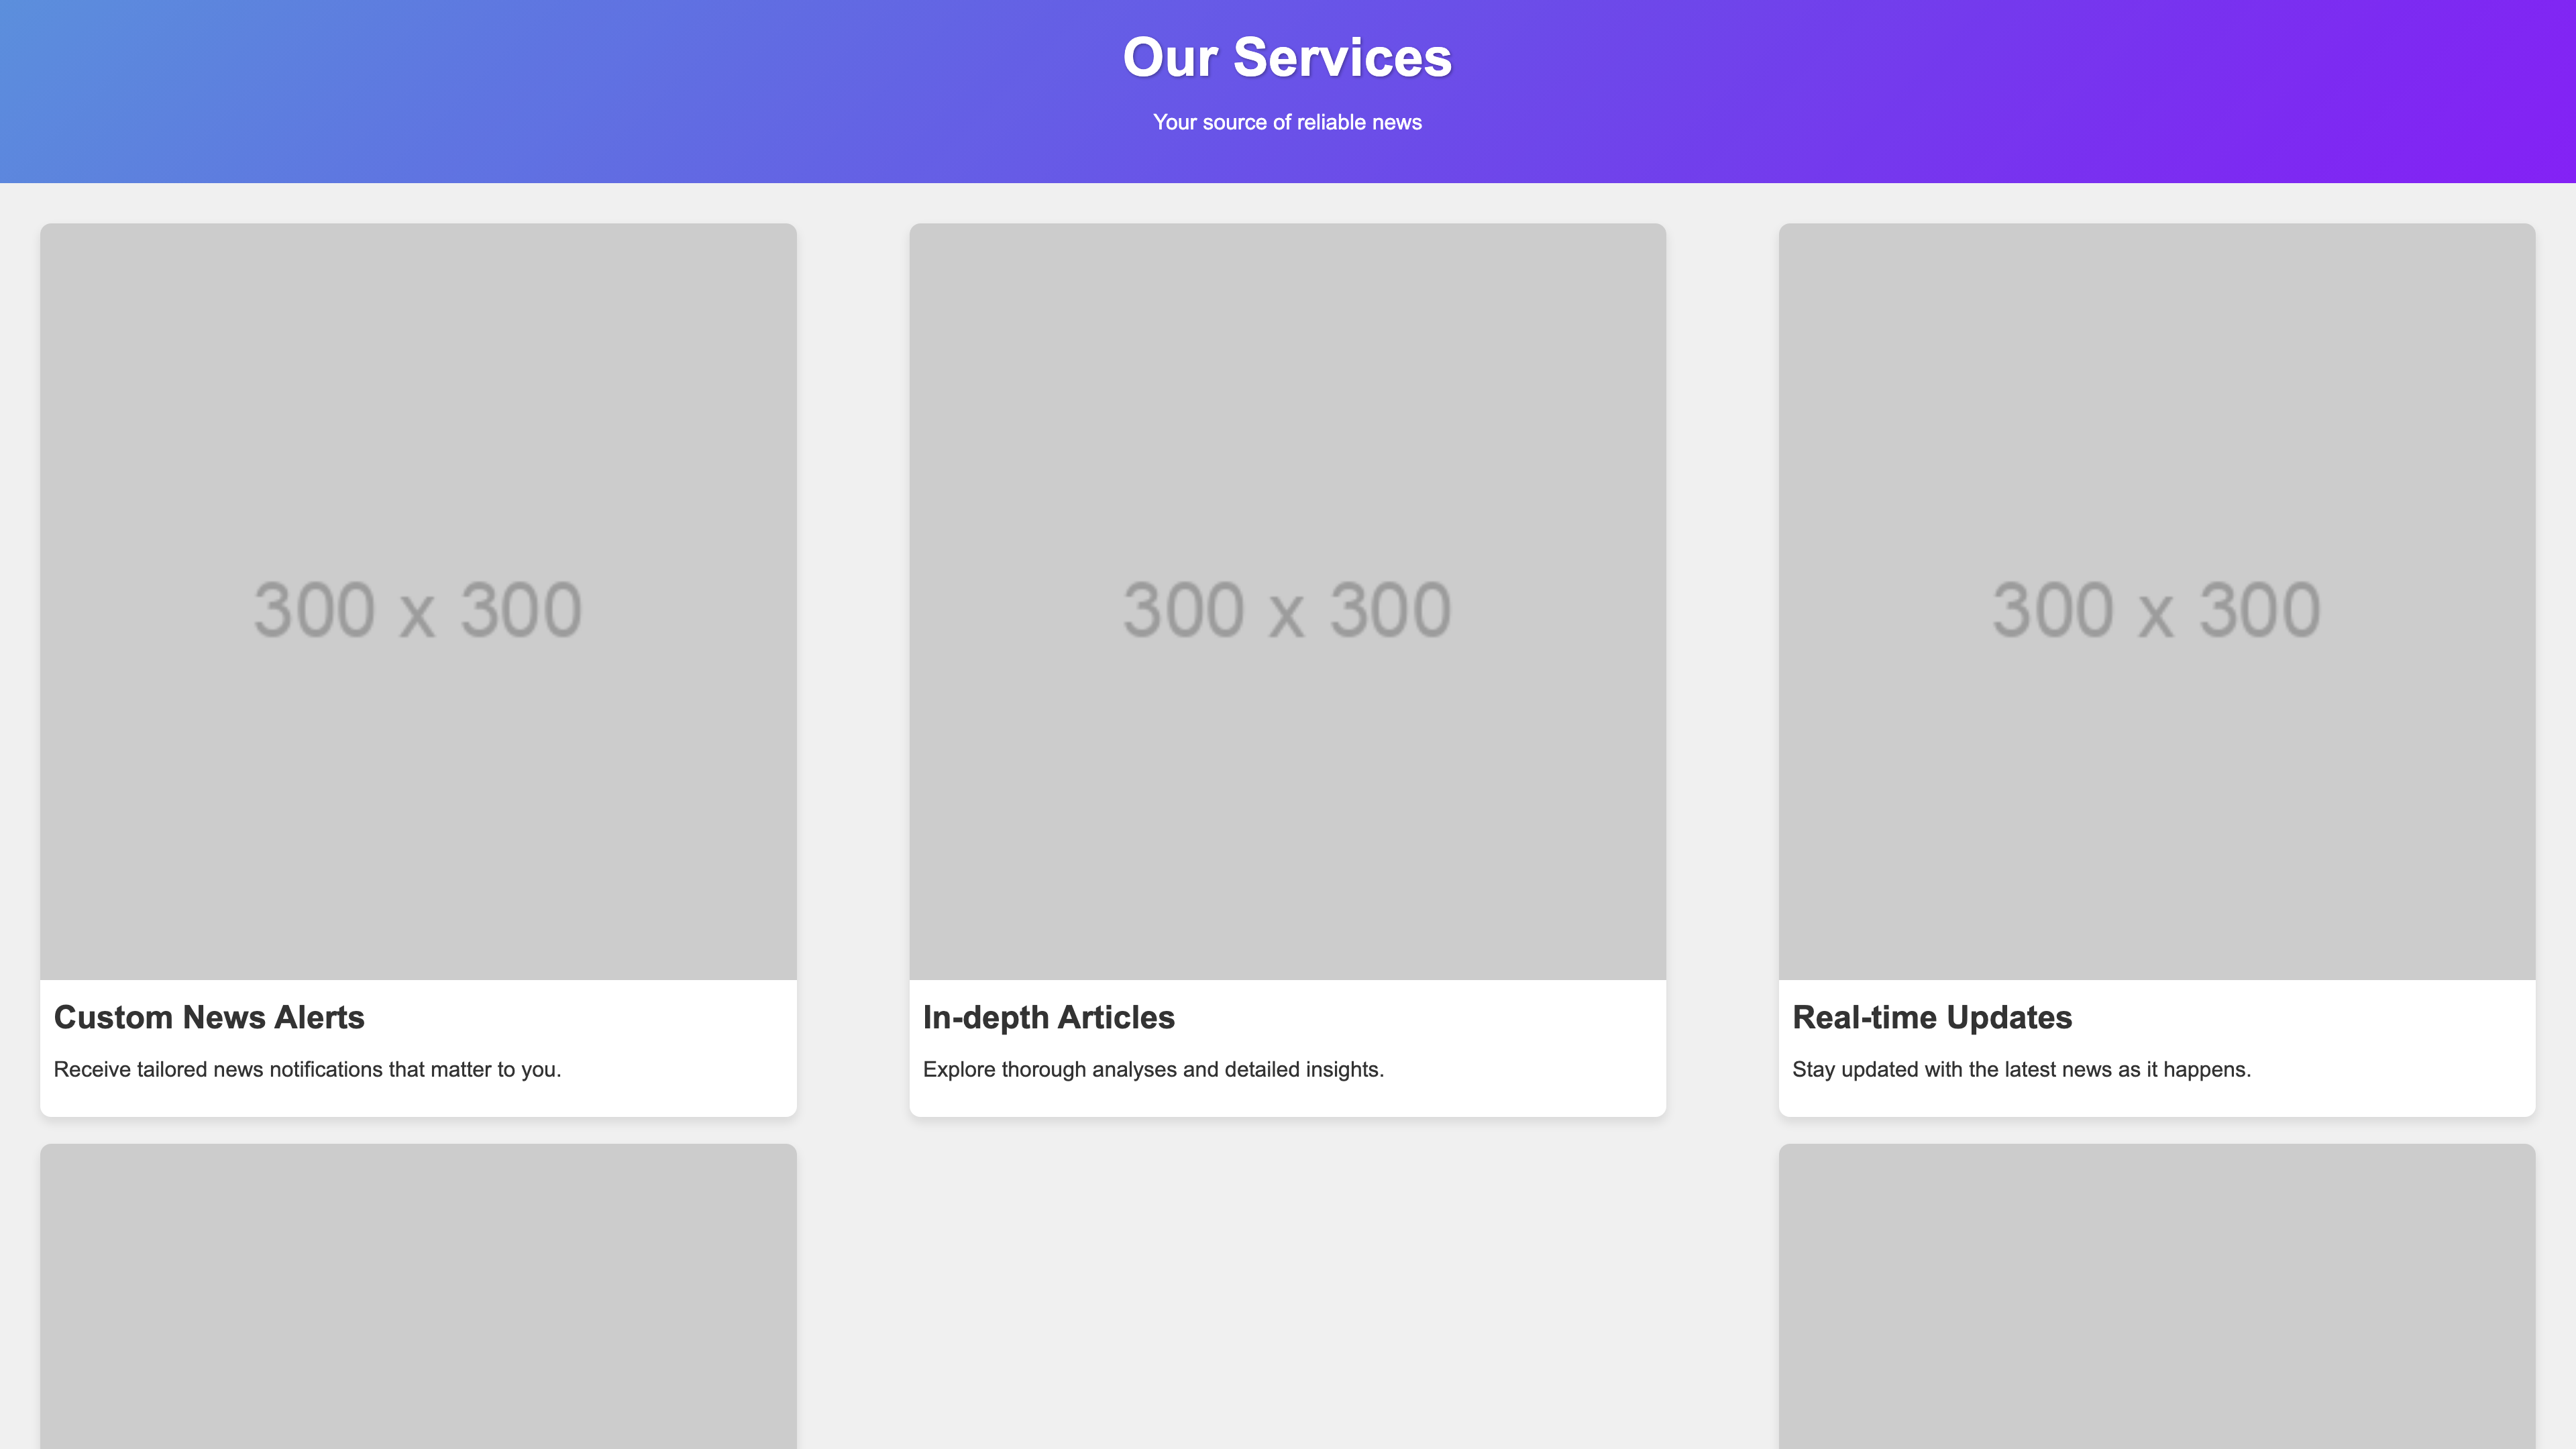 Our Services
Your source of reliable news
300 x 300
300 x 300
300 x 300
Custom News Alerts
Receive tailored news notifications that matter to you.
In-depth Articles
Explore thorough analyses and detailed insights.
Real-time Updates
Stay updated with the latest news as it happens.